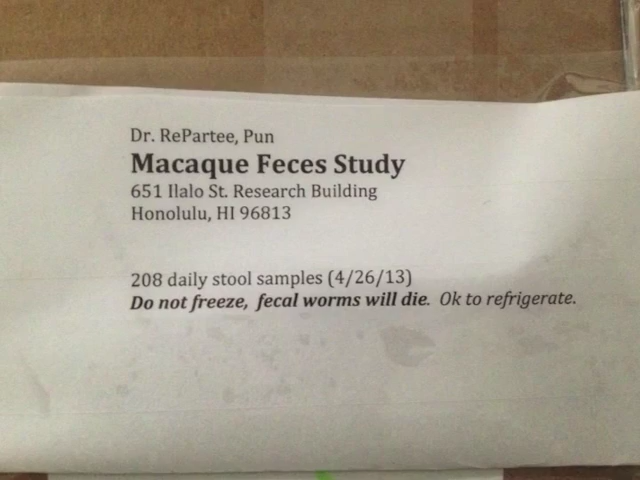 Dr. RePartee, Pun
Macaque Feces Study
651 Ilalo St. Research Building
Honolulu, HI 96813
208 daily stool samples (4/26/13)
Do not freeze, fecal worms will die. Ok to refrigerate.